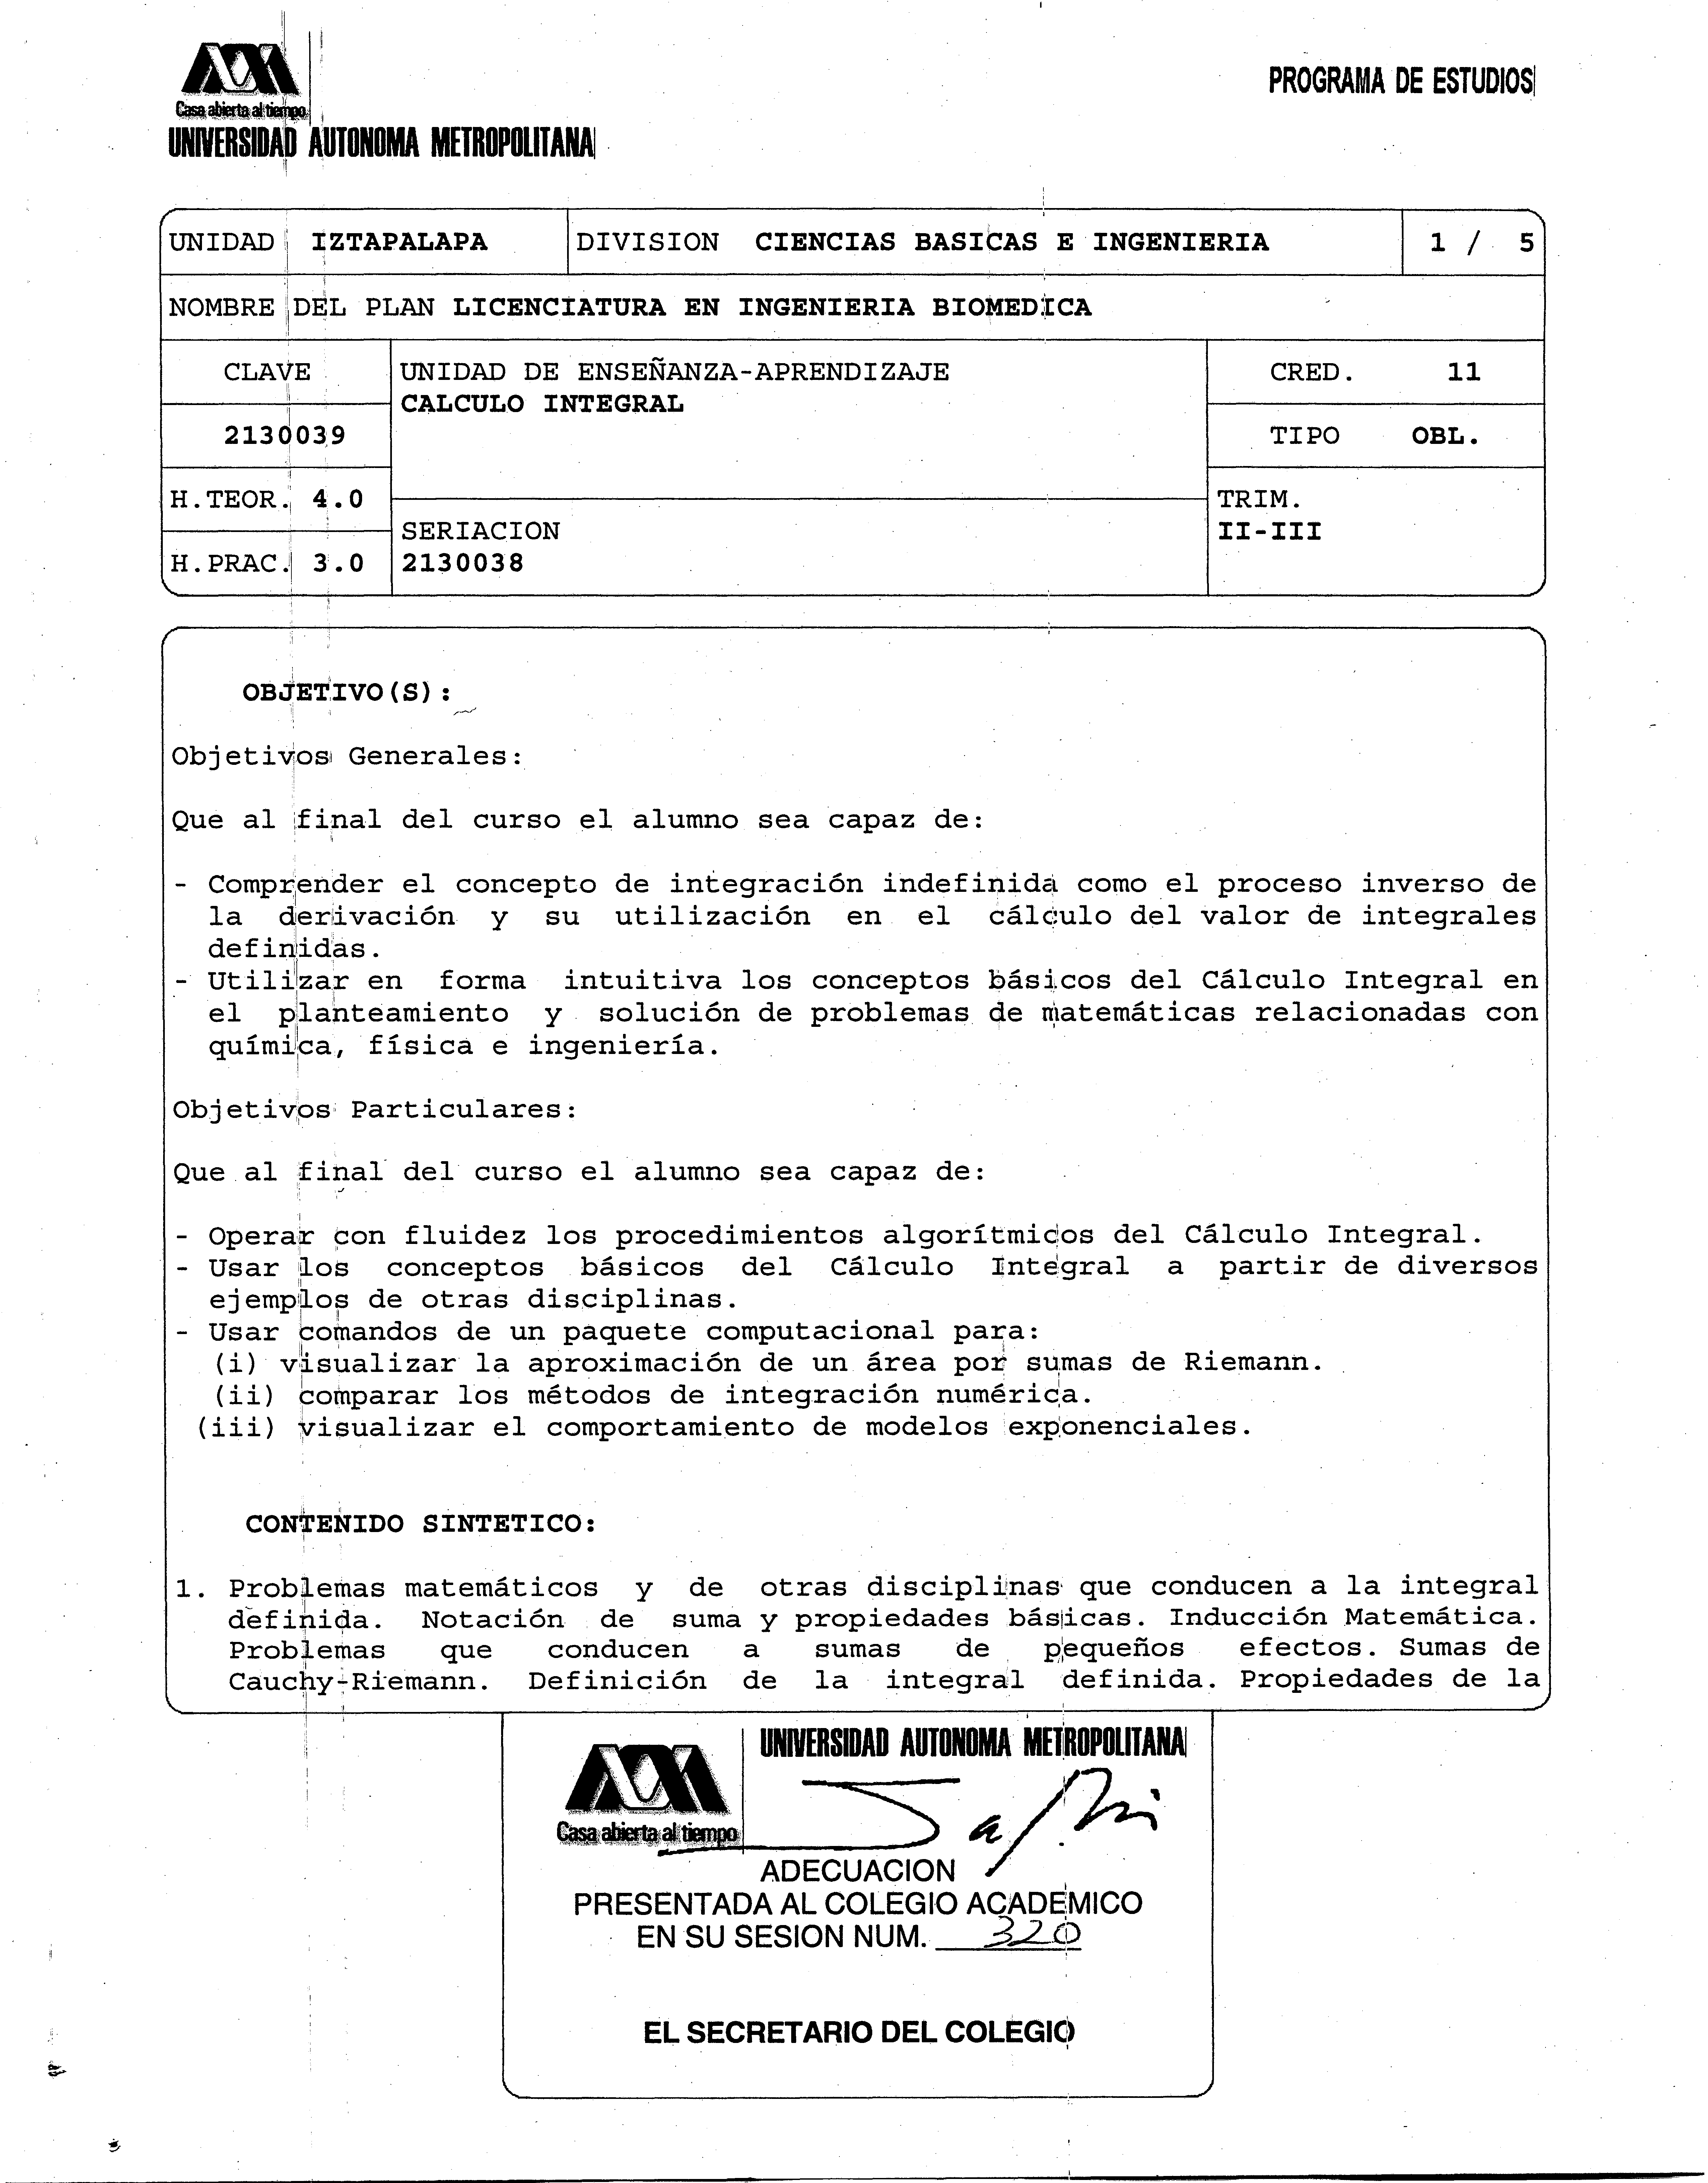 Casa abierta al tiempo
UNIVERSIDAD AUTONOMA METROPOLITANA
PROGRAMA DE ESTUDIOS
UNIDAD IZTAPALAPA DIVISION CIENCIAS BASICAS E INGENIERIA 1 / 5
NOMBRE DEL PLAN LICENCIATURA EN INGENIERIA BIOMEDICA
CLAVE
2130039
H.TEOR. 4.0
H.PRAC. 3.0
UNIDAD DE ENSEÑANZA-APRENDIZAJE
CALCULO INTEGRAL
SERIACION
2130038
CRED. 11
TIPO OBL.
TRIM.
II-III
OBJETIVO(S):
Objetivos Generales:
Que al final del curso el alumno sea capaz de:
- Comprender el concepto de integración indefinida como el proceso inverso de
la derivación y su utilización en el cálculo del valor de integrales
definidas.
- Utilizar en forma intuitiva los conceptos básicos del Cálculo Integral en
el planteamiento y solución de problemas de matemáticas relacionadas con
química, física e ingeniería.
Objetivos Particulares:
Que al final del curso el alumno sea capaz de:
- Operar con fluidez los procedimientos algorítmicos del Cálculo Integral.
- Usar los conceptos básicos del Cálculo Integral a partir de diversos
ejemplos de otras disciplinas.
- Usar comandos de un paquete computacional para:
(i) visualizar la aproximación de un área por sumas de Riemann.
(ii) comparar los métodos de integración numérica.
(iii) visualizar el comportamiento de modelos exponenciales.
CONTENIDO SINTETICO:
1. Problemas matemáticos y de otras disciplinas que conducen a la integral
definida. Notación de suma y propiedades básicas. Inducción Matemática.
Problemas que conducen a sumas de pequeños efectos. Sumas de
Cauchy-Riemann. Definición de la integral definida. Propiedades de la
Casa abierta al tiempo
UNIVERSIDAD AUTONOMA METROPOLITANA
ADECUACION
PRESENTADA AL COLEGIO ACADEMICO
EN SU SESION NUM. 320
EL SECRETARIO DEL COLEGIO